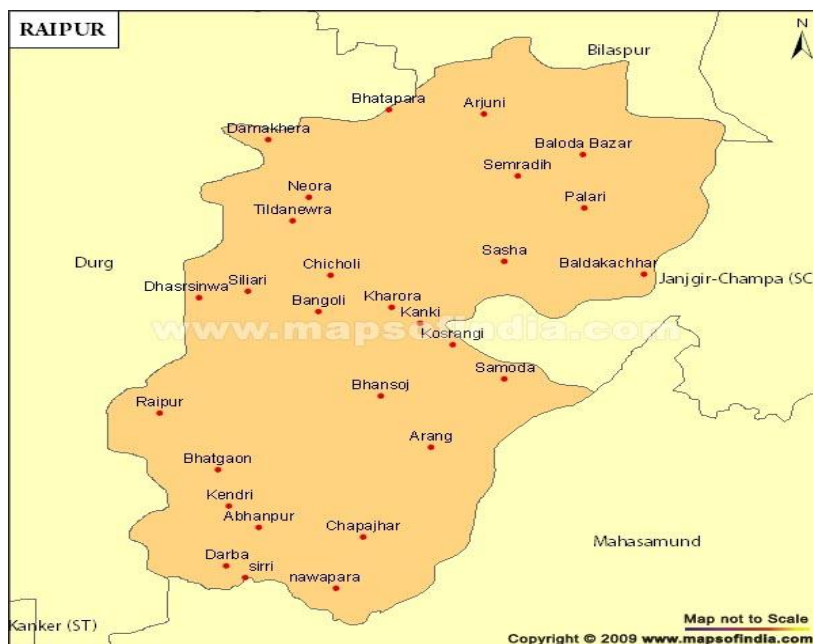 RAIPUR
N
Bilaspur
Bhatapara
Arjuni
Damakhera
Baloda Bazar
Semradih
Neora
Palari
Tildanewra
Sasha
Durg
Chicholi
Baldakachhar
Siliari
Janjgir-Champa (SC
Dhasrsinwa
Bangoli
Kharora
Kanki
www.mapsofindia.com
Kosrangi
Samoda
Bhansoj
Raipur
Arang
Bhatgaon
Kendri
Abhanpur
Chapajhar
Mahasamund
Darba
sirri
nawapara
Kanker (ST)
Map not to Scale
Copyright © 2009 www.mapsofindia.com